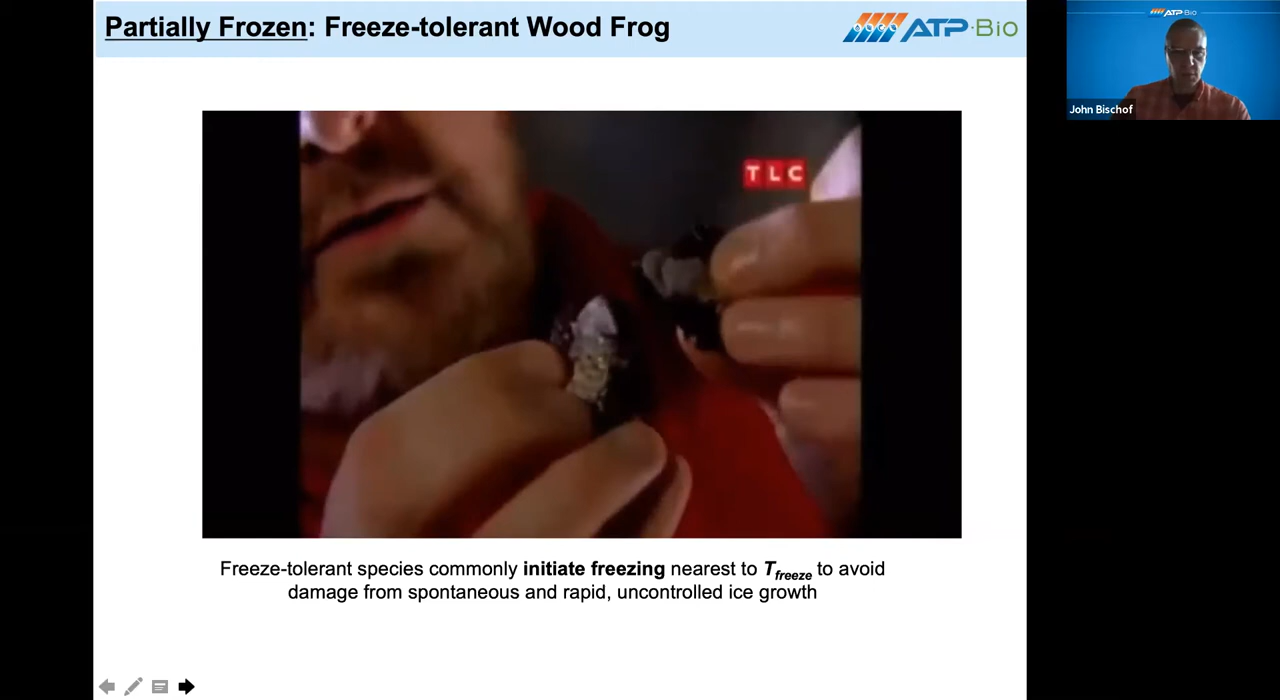 Partially Frozen: Freeze-tolerant Wood Frog
ATP·Bio
ATP·Bio
John Bischof
TLC
Freeze-tolerant species commonly initiate freezing nearest to Tfreeze to avoid
damage from spontaneous and rapid, uncontrolled ice growth